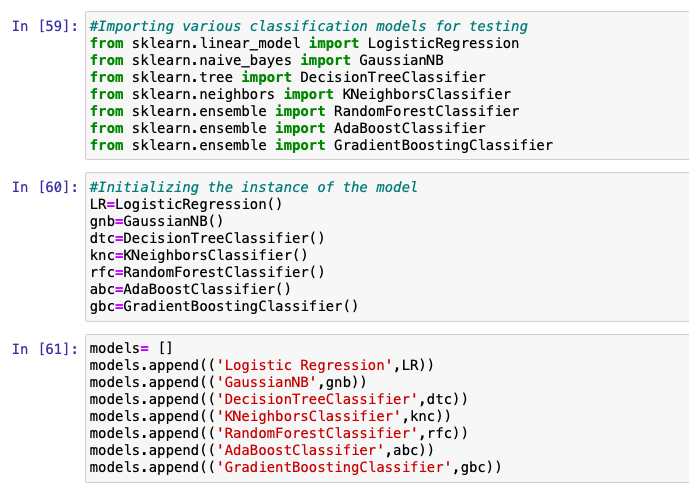 In [59]: #Importing various classification models for testing
from sklearn.linear_model import LogisticRegression
from sklearn.naive_bayes import GaussianNB
from sklearn.tree import DecisionTreeClassifier
from sklearn.neighbors import KNeighborsClassifier
from sklearn.ensemble import RandomForestClassifier
from sklearn.ensemble import AdaBoostClassifier
from sklearn.ensemble import GradientBoostingClassifier
In [60]: #Initializing the instance of the model
LR=LogisticRegression()
gnb=GaussianNB()
dtc=DecisionTreeClassifier()
knc=KNeighborsClassifier()
rfc=RandomForestClassifier()
abc=AdaBoostClassifier()
gbc=GradientBoostingClassifier()
In [61]: models= []
models.append(('Logistic Regression',LR))
models.append(('GaussianNB',gnb))
models.append(('DecisionTreeClassifier',dtc))
models.append(('KNeighborsClassifier',knc))
models.append(('RandomForestClassifier',rfc))
models.append(('AdaBoostClassifier',abc))
models.append(('GradientBoostingClassifier',gbc))